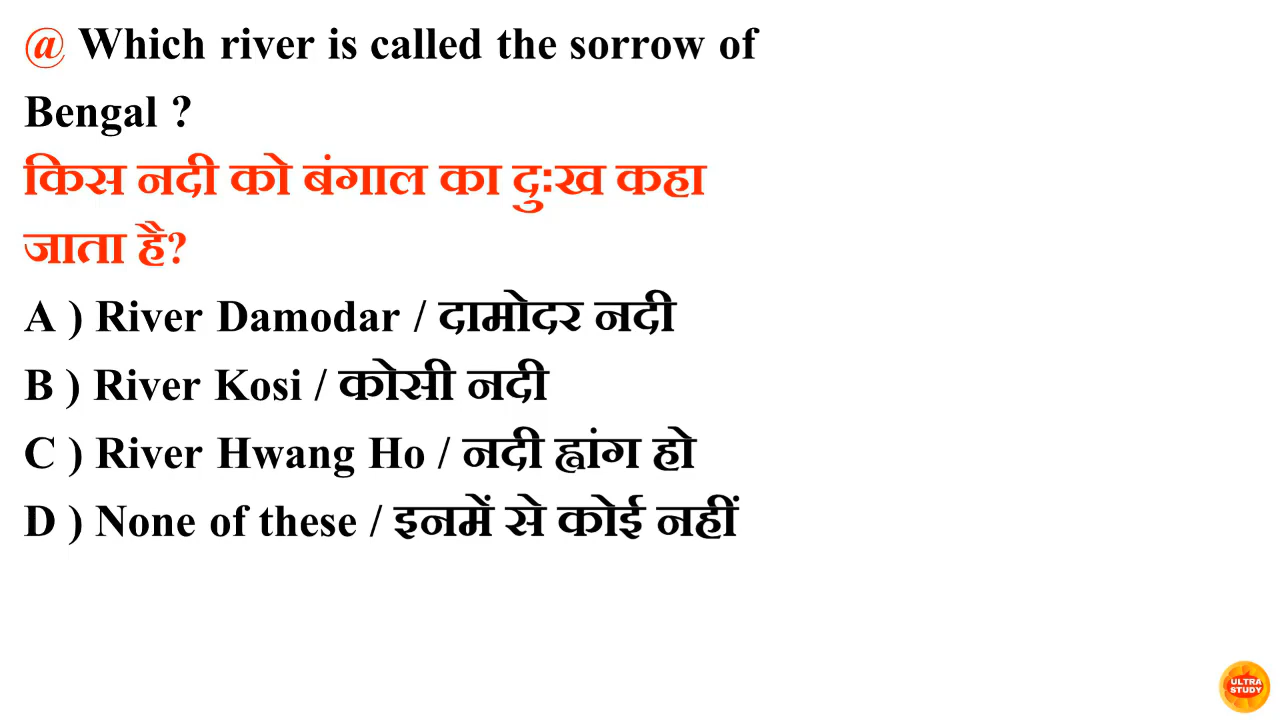 @ Which river is called the sorrow of
Bengal ?
किस नदी को बंगाल का दुःख कहा
जाता है?
A ) River Damodar / दामोदर नदी
B ) River Kosi / कोसी नदी
C ) River Hwang Ho / नदी ह्वांग हो
D ) None of these / इनमें से कोई नहीं
ULTRA
STUDY